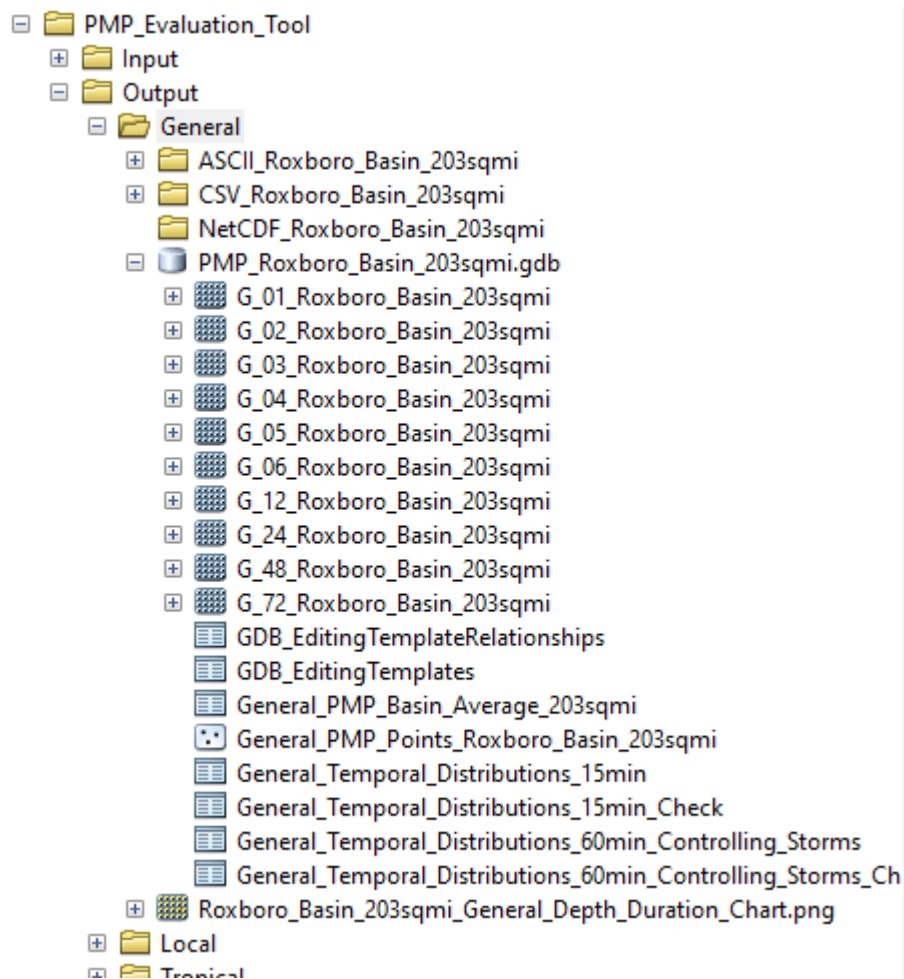 PMP_Evaluation_Tool
Input
Output
General
ASCII_Roxboro_Basin_203sqmi
CSV_Roxboro_Basin_203sqmi
NetCDF_Roxboro_Basin_203sqmi
PMP_Roxboro_Basin_203sqmi.gdb
G_01_Roxboro_Basin_203sqmi
G_02_Roxboro_Basin_203sqmi
G_03_Roxboro_Basin_203sqmi
G_04_Roxboro_Basin_203sqmi
G_05_Roxboro_Basin_203sqmi
G_06_Roxboro_Basin_203sqmi
G_12_Roxboro_Basin_203sqmi
G_24_Roxboro_Basin_203sqmi
G_48_Roxboro_Basin_203sqmi
G_72_Roxboro_Basin_203sqmi
GDB_EditingTemplateRelationships
GDB_EditingTemplates
General_PMP_Basin_Average_203sqmi
General_PMP_Points_Roxboro_Basin_203sqmi
General_Temporal_Distributions_15min
General_Temporal_Distributions_15min_Check
General_Temporal_Distributions_60min_Controlling_Storms
General_Temporal_Distributions_60min_Controlling_Storms_Ch
Roxboro_Basin_203sqmi_General_Depth_Duration_Chart.png
Local
Tropical